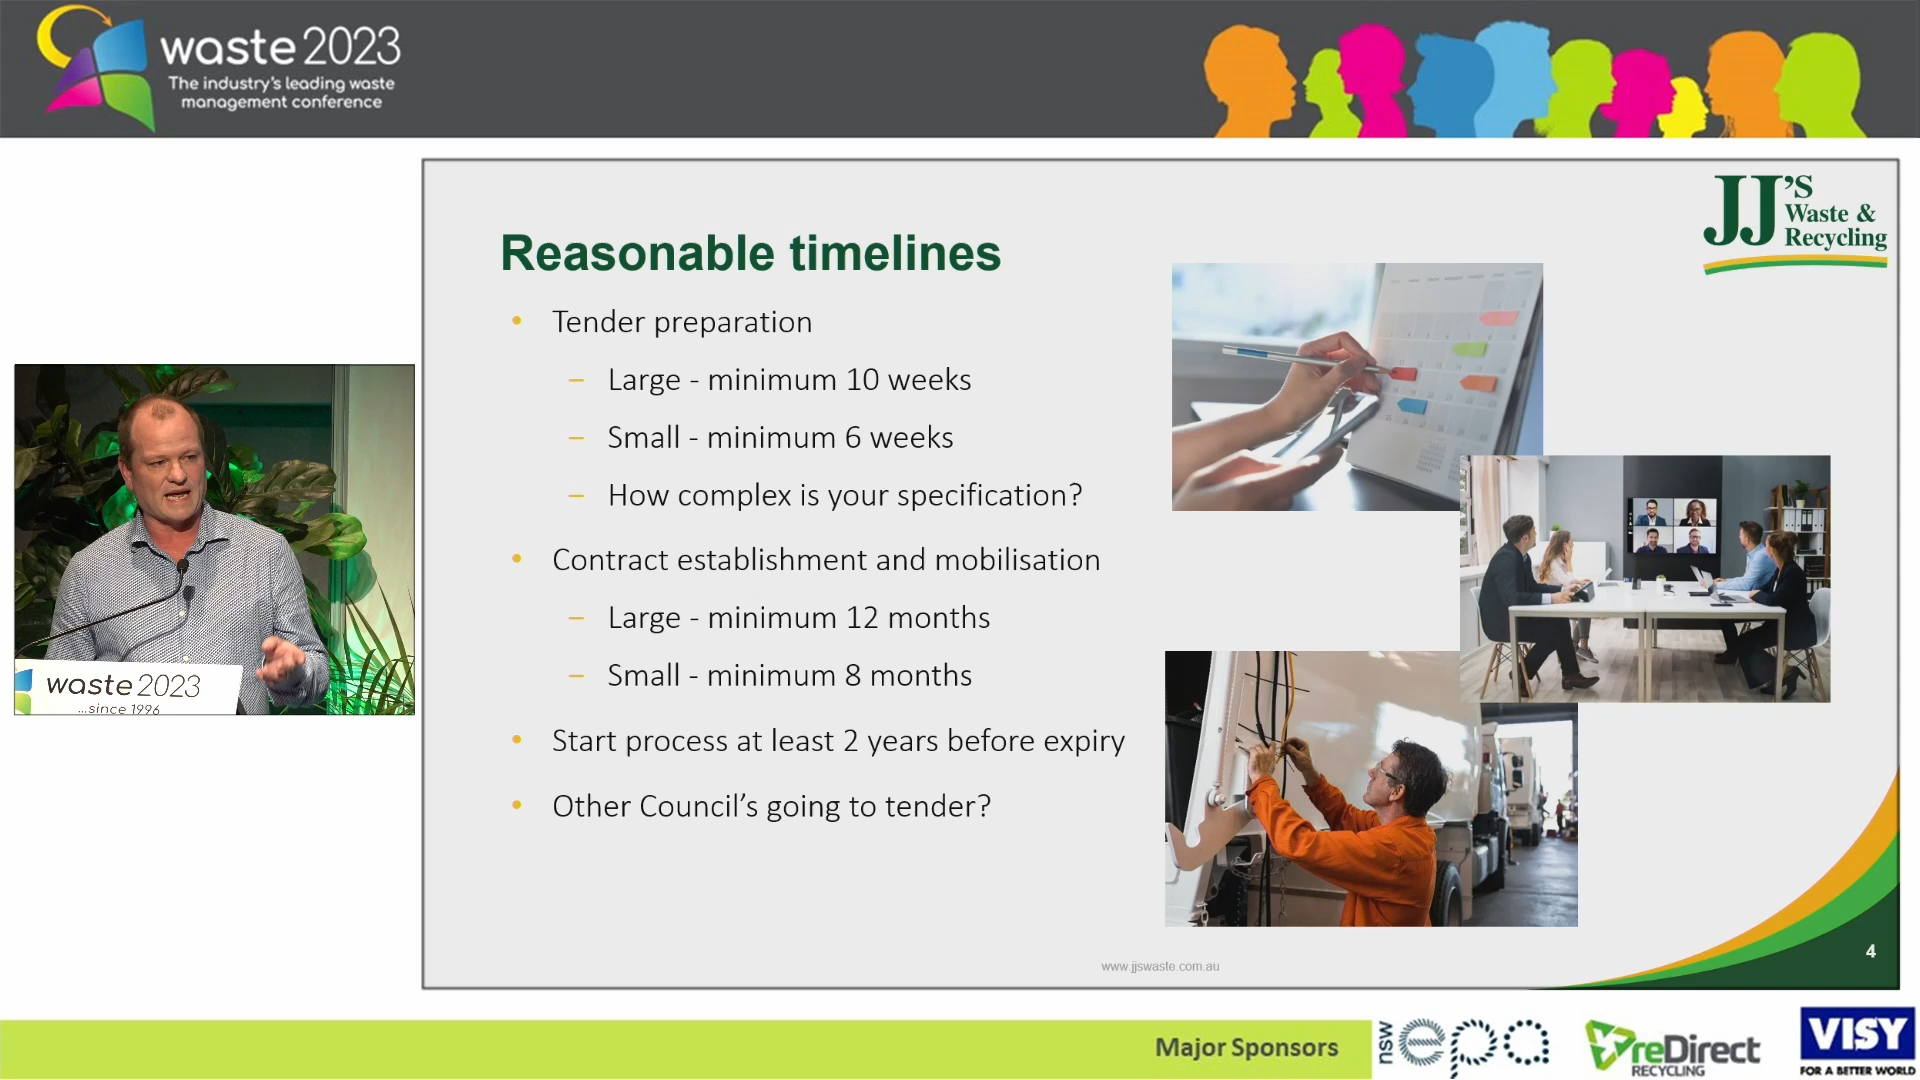 waste 2023
The industry's leading waste
management conference
JJ'S
Waste &
Recycling
Reasonable timelines
• Tender preparation
– Large - minimum 10 weeks
– Small - minimum 6 weeks
– How complex is your specification?
• Contract establishment and mobilisation
– Large - minimum 12 months
– Small - minimum 8 months
• Start process at least 2 years before expiry
• Other Council's going to tender?
waste 2023
...since 1996
www.jjswaste.com.au
4
Major Sponsors
nsw epa
reDirect
RECYCLING
VISY
FOR A BETTER WORLD